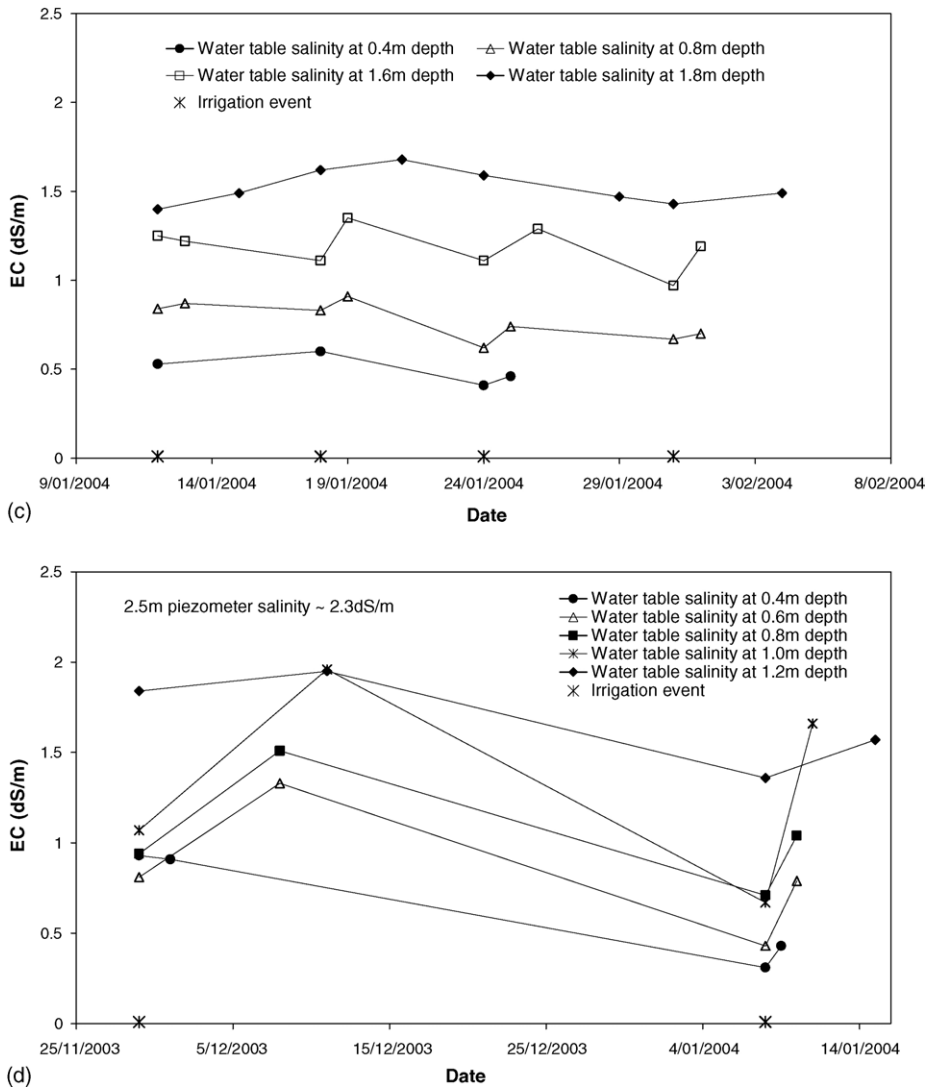 2.5
Water table salinity at 0.4m depth Water table salinity at 0.8m depth
Water table salinity at 1.6m depth Water table salinity at 1.8m depth
Irrigation event
2
1.5
EC (dS/m)
1
0.5
0
9/01/2004 14/01/2004 19/01/2004 24/01/2004 29/01/2004 3/02/2004 8/02/2004
(c)
Date
2.5
2.5m piezometer salinity ~ 2.3dS/m
Water table salinity at 0.4m depth
Water table salinity at 0.6m depth
Water table salinity at 0.8m depth
Water table salinity at 1.0m depth
Water table salinity at 1.2m depth
Irrigation event
2
1.5
EC (dS/m)
1
0.5
0
25/11/2003 5/12/2003 15/12/2003 25/12/2003 4/01/2004 14/01/2004
(d)
Date